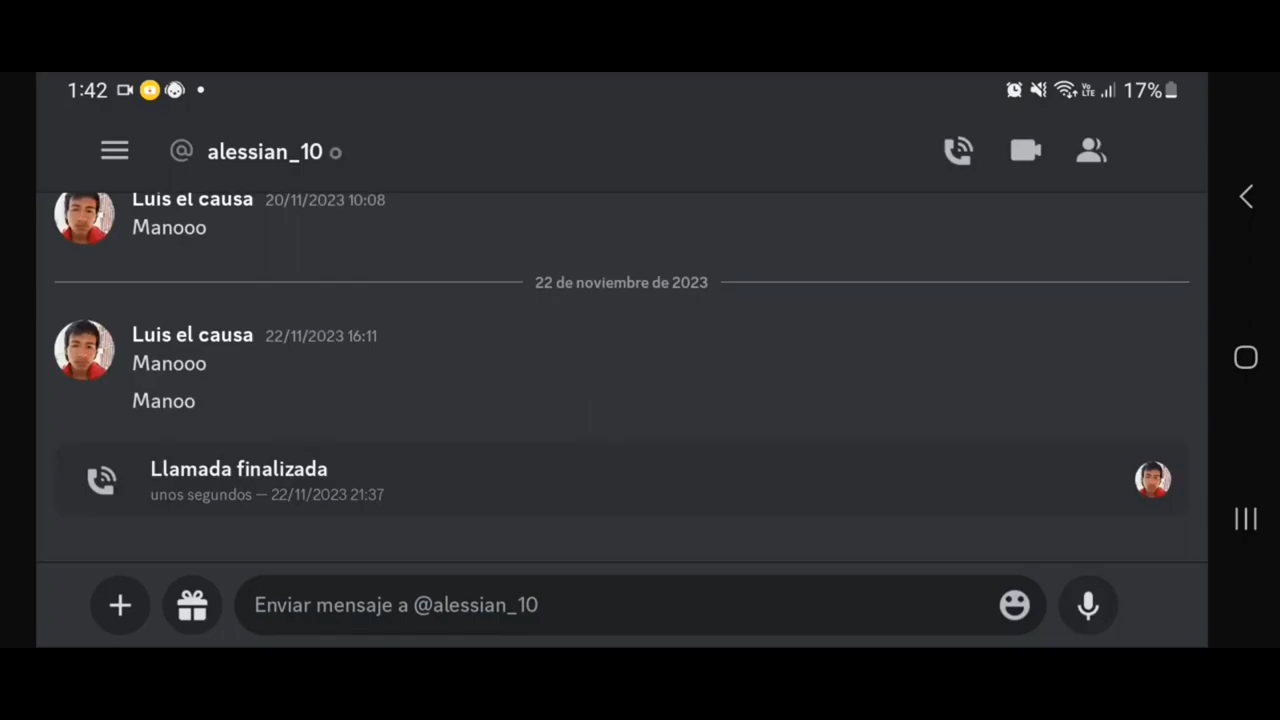 1:42 17%
@ alessian_10
Luis el causa 20/11/2023 10:08
Manooo
22 de noviembre de 2023
Luis el causa 22/11/2023 16:11
Manooo
Manoo
Llamada finalizada
unos segundos — 22/11/2023 21:37
Enviar mensaje a @alessian_10